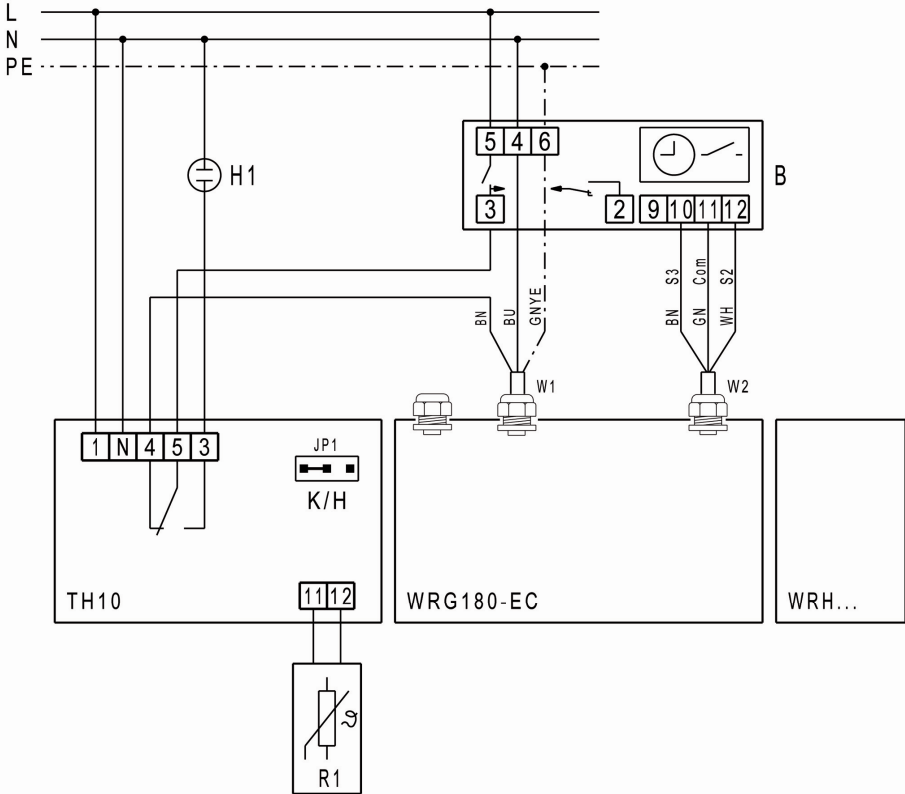 L
N
PE
H1
5 4 6
B
3 2 9 10 11 12
BN BU GNYE
BN S3
GN Com
WH S2
W1
W2
1 N 4 5 3
JP1
K/H
TH10
11 12
WRG180-EC
WRH...
R1